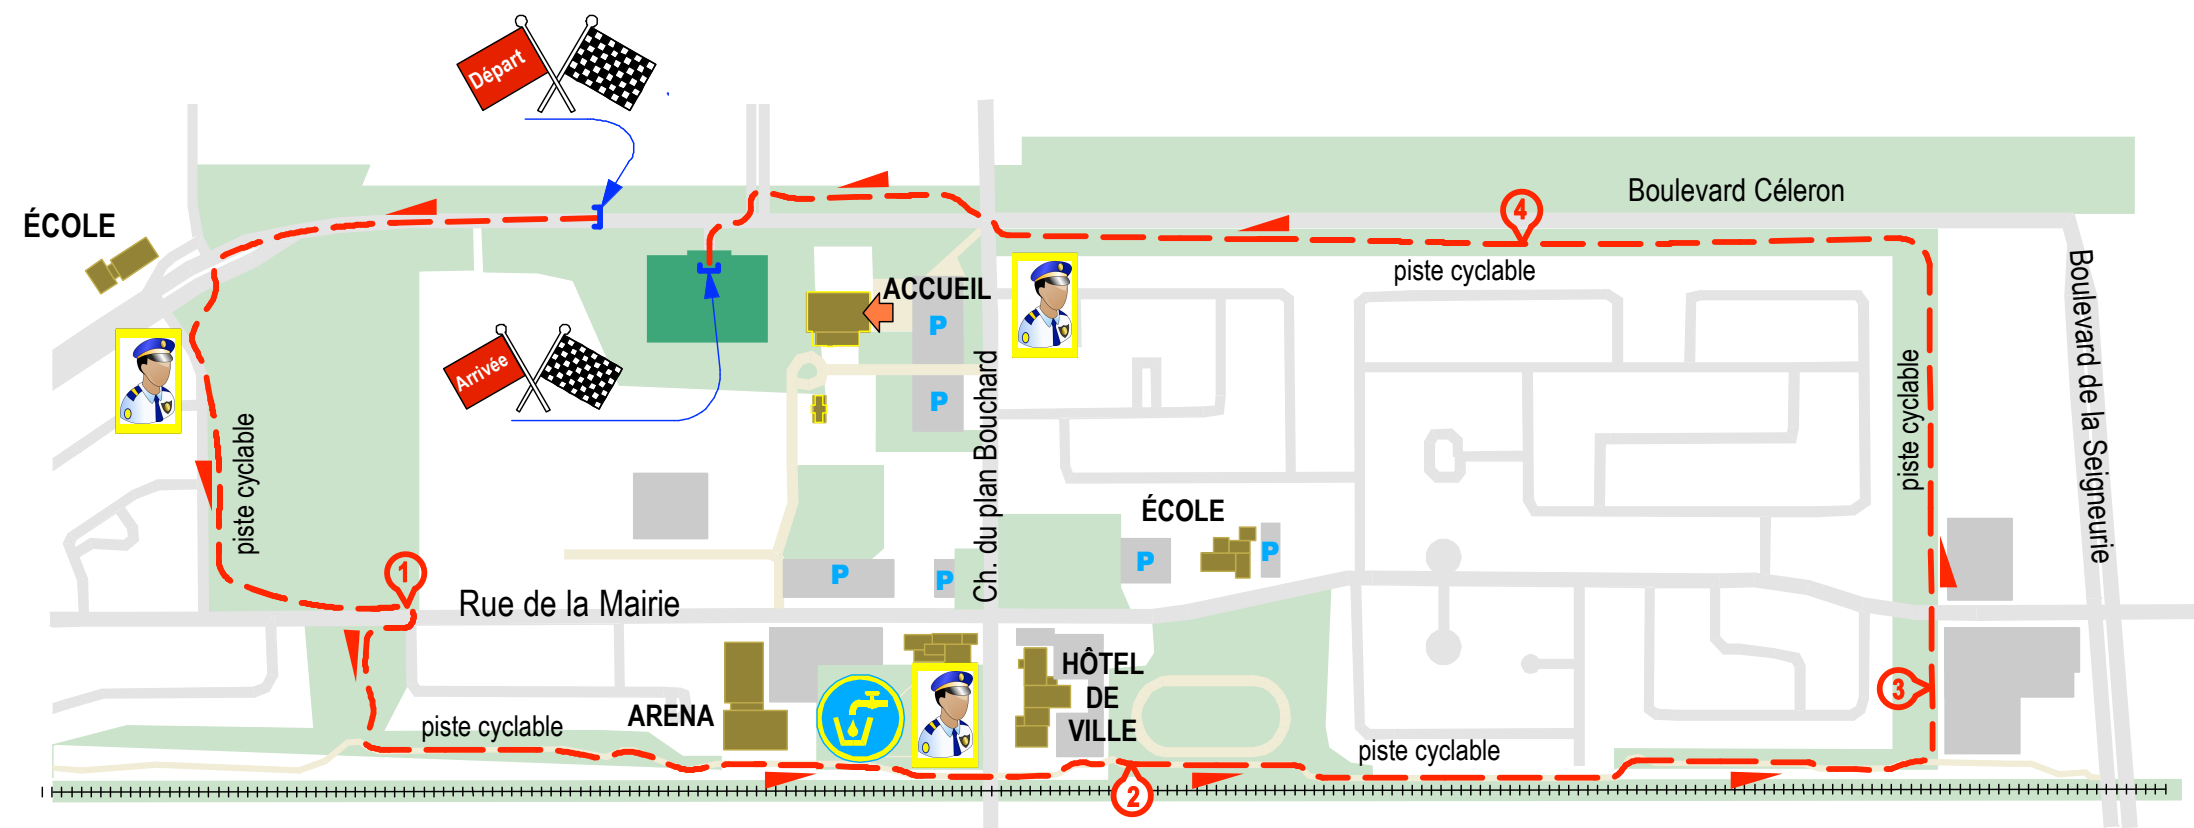 Départ
Boulevard Céleron
4
ÉCOLE
piste cyclable
ACCUEIL
P
Arrivée
P
Ch. du plan Bouchard
piste cyclable
Boulevard de la Seigneurie
piste cyclable
ÉCOLE
P
P
P
P
1
Rue de la Mairie
HÔTEL
DE
VILLE
3
ARENA
piste cyclable
piste cyclable
2